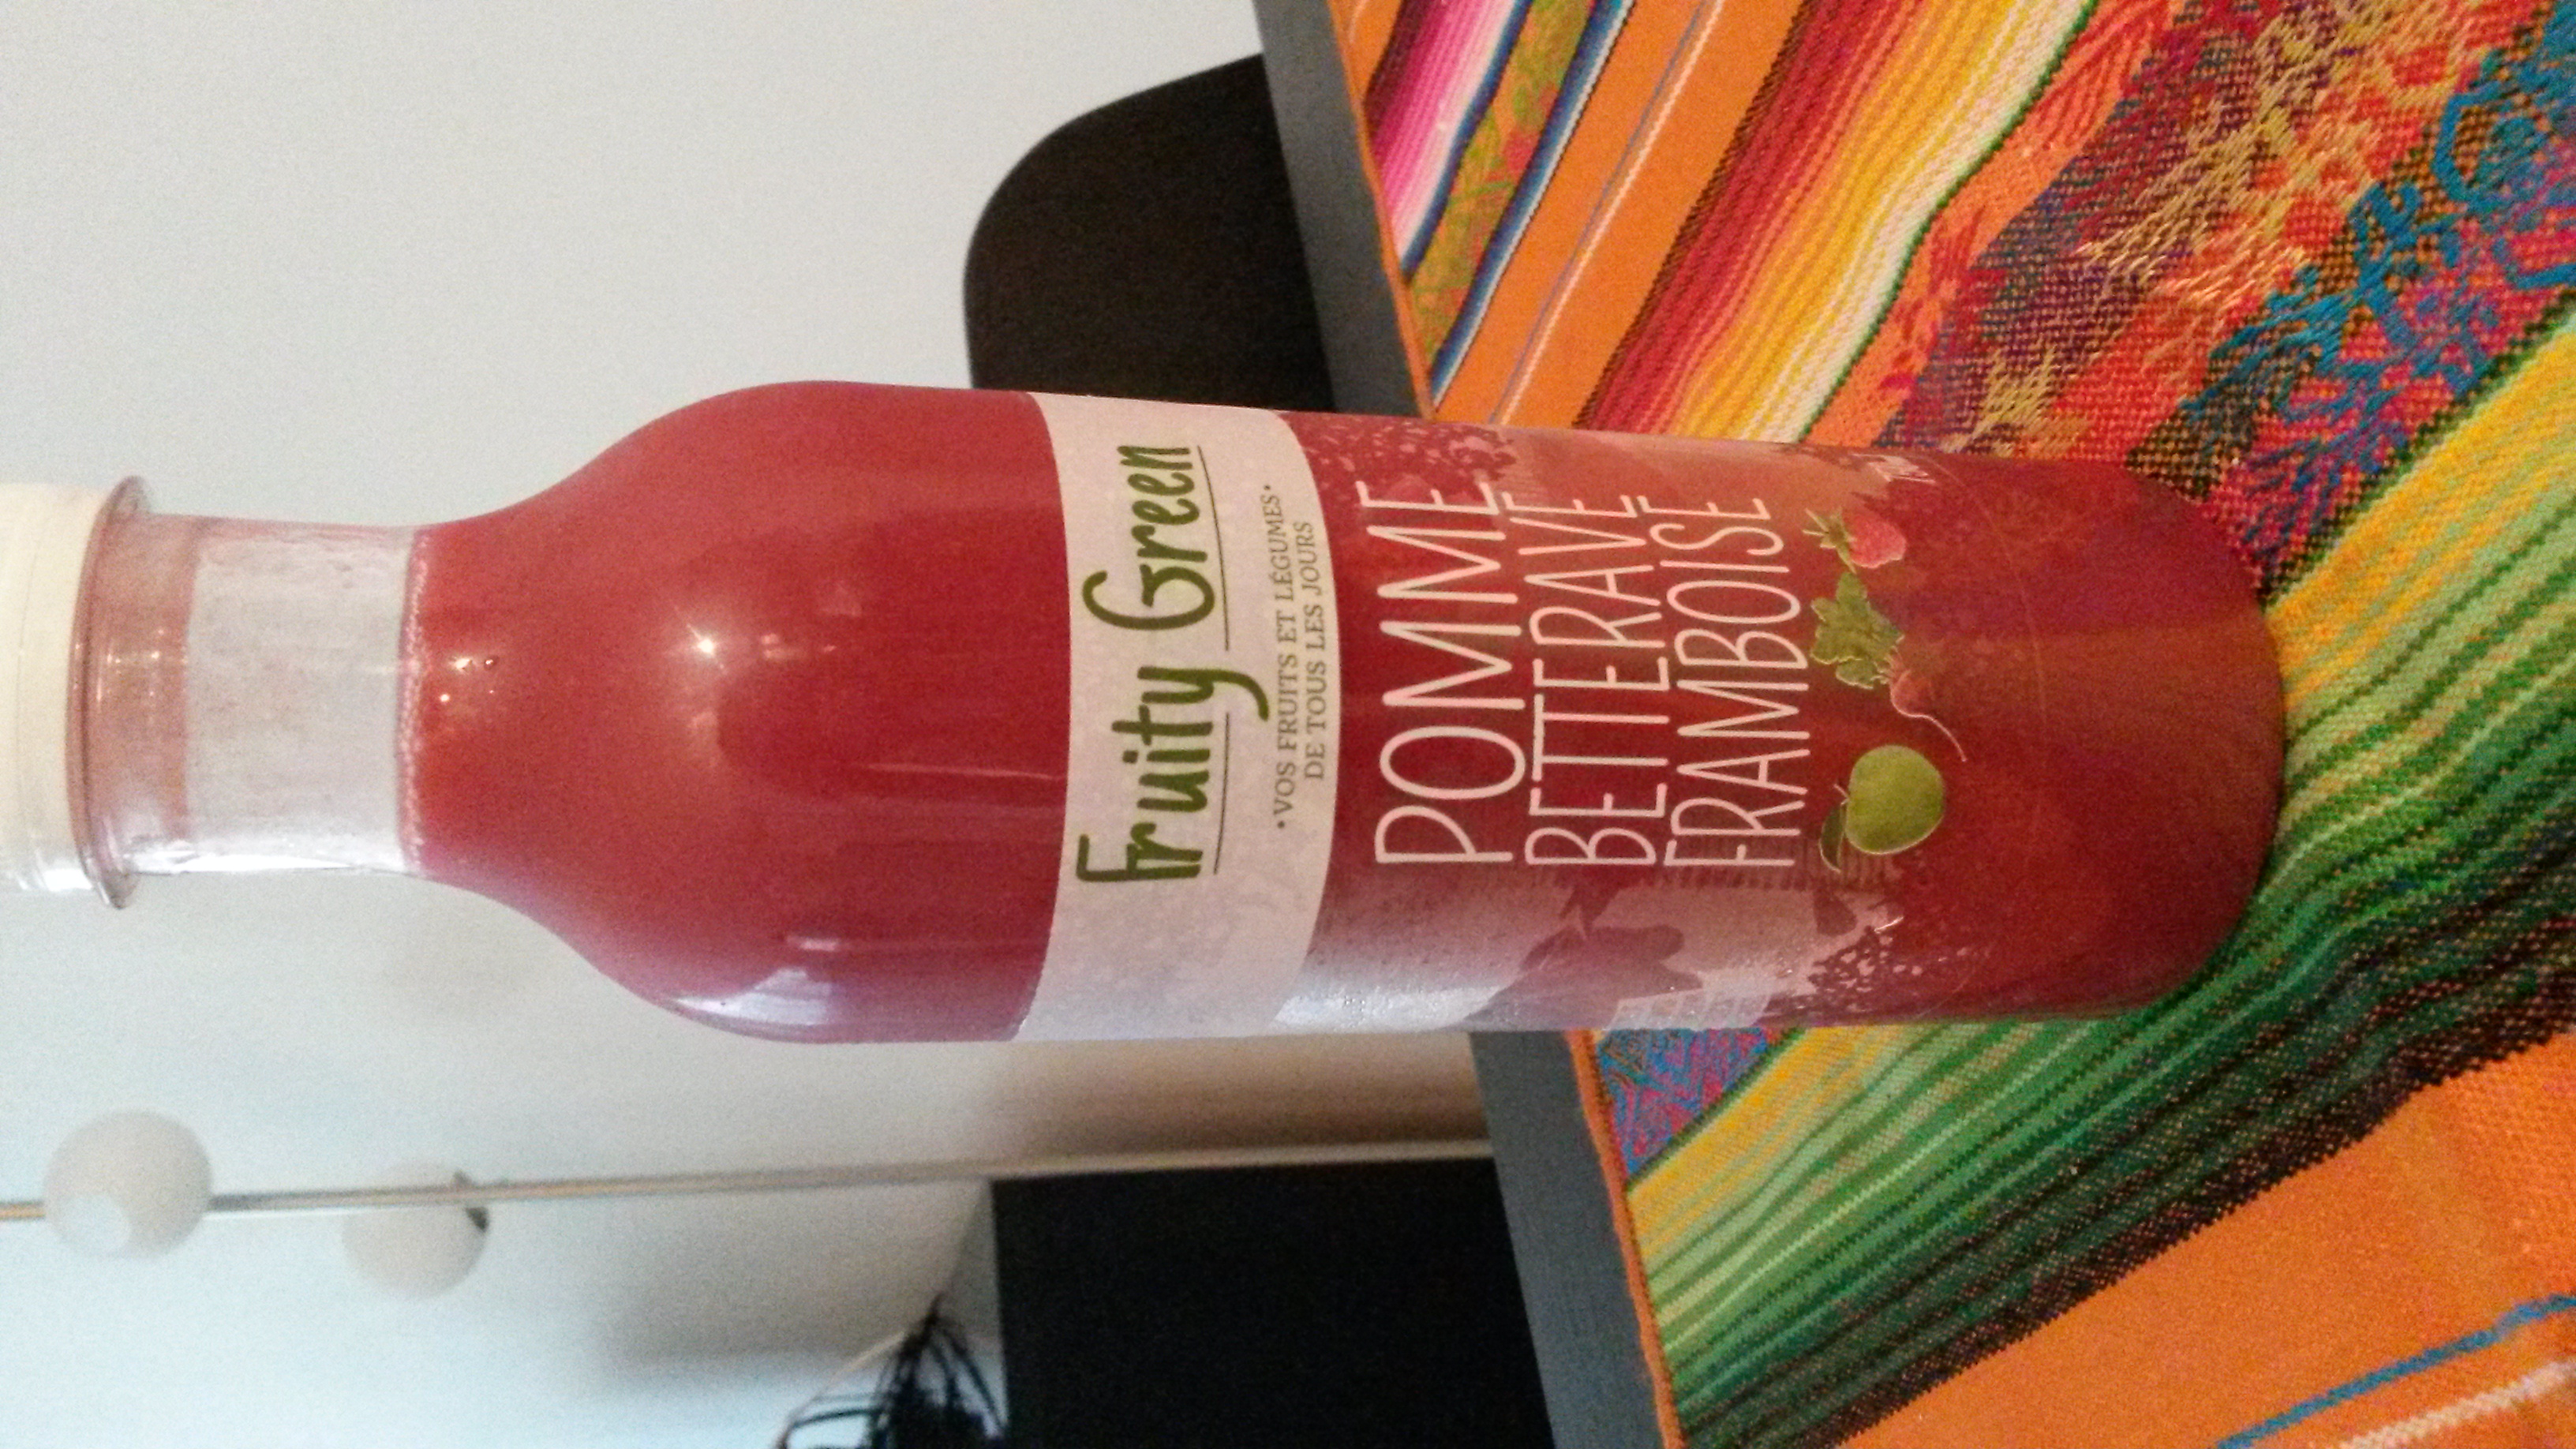 Fruity Green
• VOS FRUITS ET LÉGUMES •
DE TOUS LES JOURS
POMME
BETTERAVE
FRAMBOISE